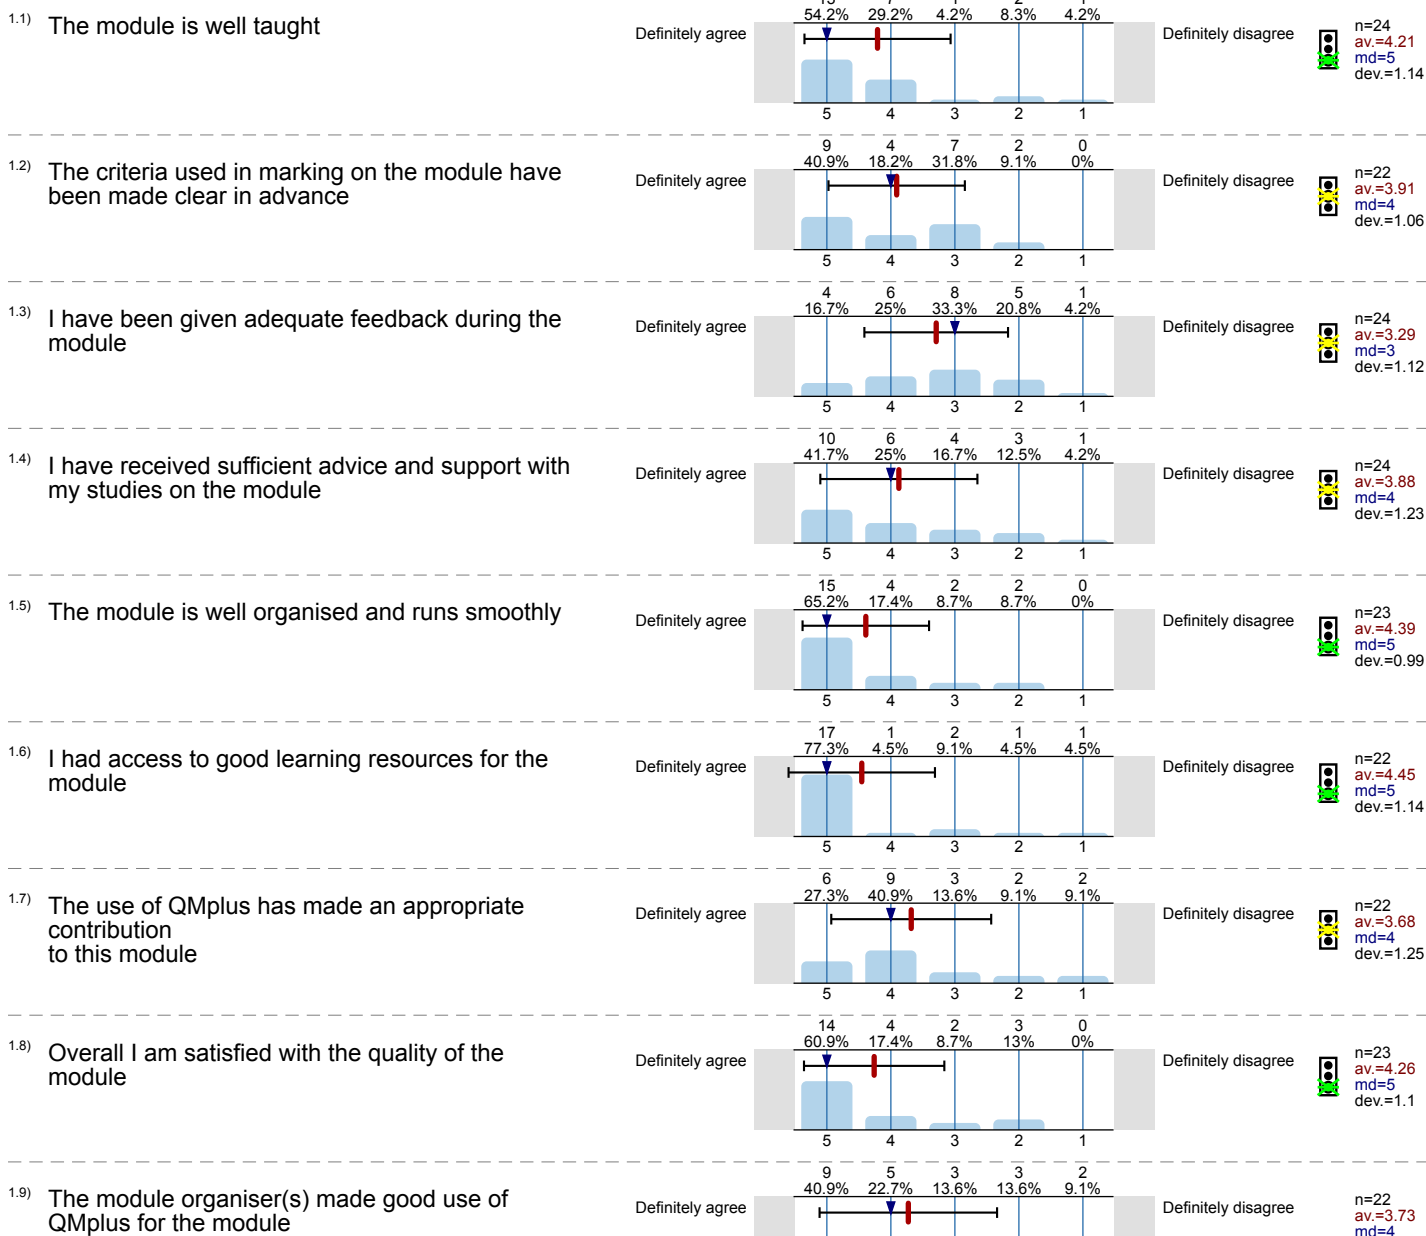 13 7 1 2 1
54.2% 29.2% 4.2% 8.3% 4.2%
1.1) The module is well taught
Definitely agree
Definitely disagree
n=24
av.=4.21
md=5
dev.=1.14
5 4 3 2 1
9 4 7 2 0
40.9% 18.2% 31.8% 9.1% 0%
1.2) The criteria used in marking on the module have
been made clear in advance
Definitely agree
Definitely disagree
n=22
av.=3.91
md=4
dev.=1.06
5 4 3 2 1
4 6 8 5 1
16.7% 25% 33.3% 20.8% 4.2%
1.3) I have been given adequate feedback during the
module
Definitely agree
Definitely disagree
n=24
av.=3.29
md=3
dev.=1.12
5 4 3 2 1
10 6 4 3 1
41.7% 25% 16.7% 12.5% 4.2%
1.4) I have received sufficient advice and support with
my studies on the module
Definitely agree
Definitely disagree
n=24
av.=3.88
md=4
dev.=1.23
5 4 3 2 1
15 4 2 2 0
65.2% 17.4% 8.7% 8.7% 0%
1.5) The module is well organised and runs smoothly
Definitely agree
Definitely disagree
n=23
av.=4.39
md=5
dev.=0.99
5 4 3 2 1
17 1 2 1 1
77.3% 4.5% 9.1% 4.5% 4.5%
1.6) I had access to good learning resources for the
module
Definitely agree
Definitely disagree
n=22
av.=4.45
md=5
dev.=1.14
5 4 3 2 1
6 9 3 2 2
27.3% 40.9% 13.6% 9.1% 9.1%
1.7) The use of QMplus has made an appropriate
contribution
to this module
Definitely agree
Definitely disagree
n=22
av.=3.68
md=4
dev.=1.25
5 4 3 2 1
14 4 2 3 0
60.9% 17.4% 8.7% 13% 0%
1.8) Overall I am satisfied with the quality of the
module
Definitely agree
Definitely disagree
n=23
av.=4.26
md=5
dev.=1.1
5 4 3 2 1
9 5 3 3 2
40.9% 22.7% 13.6% 13.6% 9.1%
1.9) The module organiser(s) made good use of
QMplus for the module
Definitely agree
Definitely disagree
n=22
av.=3.73
md=4